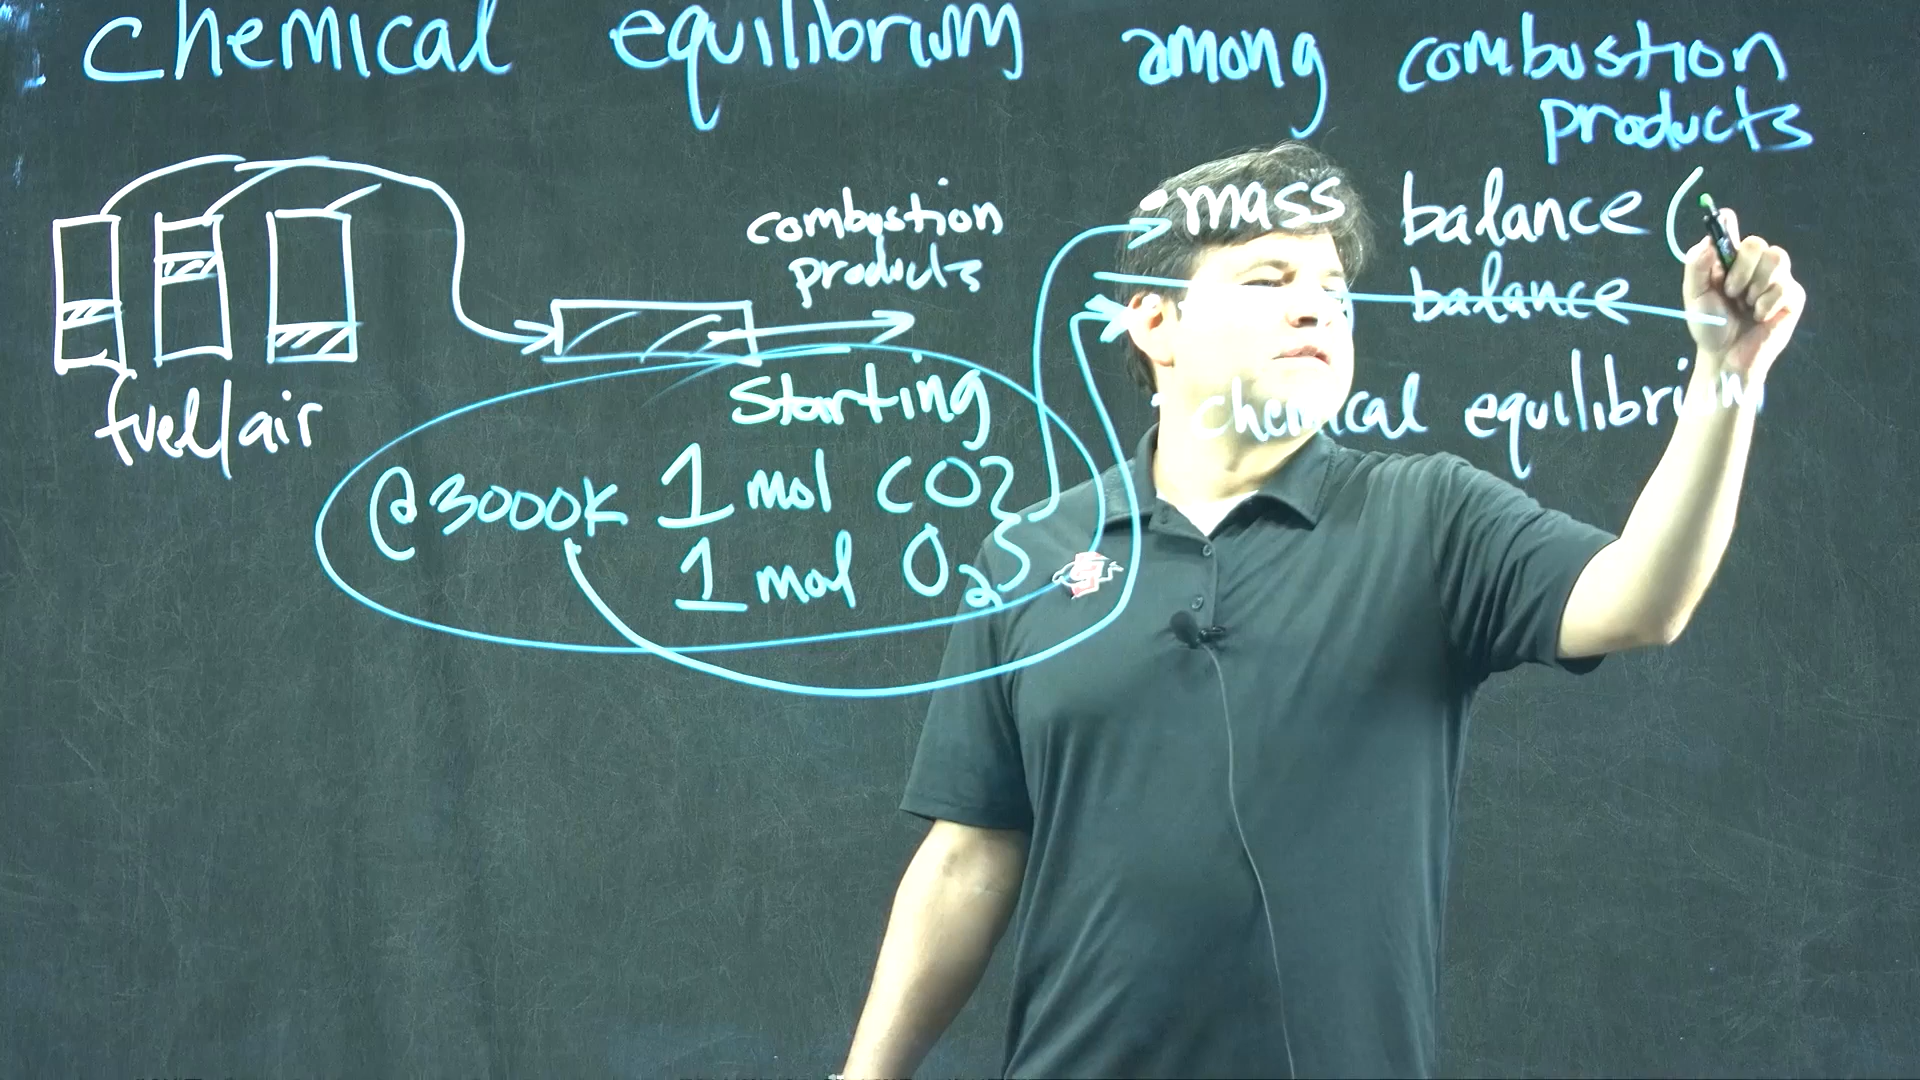 chemical equilibrium among combustion
products
combustion
products
fuel/air
Starting
@3000K 1 mol CO2
1 mol O2
• mass balance (
balance
• chemical equilibrium